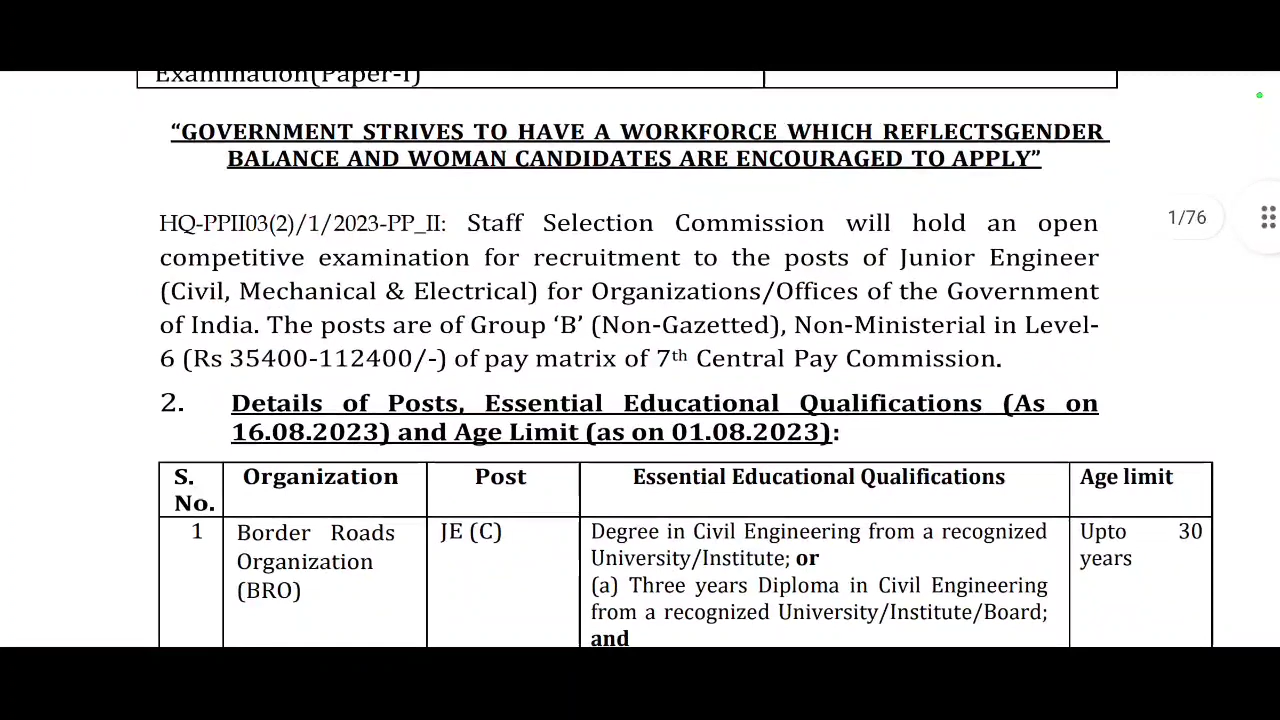 Examination(Paper-I)
“GOVERNMENT STRIVES TO HAVE A WORKFORCE WHICH REFLECTSGENDER
BALANCE AND WOMAN CANDIDATES ARE ENCOURAGED TO APPLY”
HQ-PPII03(2)/1/2023-PP_II: Staff Selection Commission will hold an open
1/76
competitive examination for recruitment to the posts of Junior Engineer
(Civil, Mechanical & Electrical) for Organizations/Offices of the Government
of India. The posts are of Group ‘B’ (Non-Gazetted), Non-Ministerial in Level-
6 (Rs 35400-112400/-) of pay matrix of 7th Central Pay Commission.
2. Details of Posts, Essential Educational Qualifications (As on
16.08.2023) and Age Limit (as on 01.08.2023):
S. No.
Organization
Post
Essential Educational Qualifications
Age limit
1
Border Roads
Organization
(BRO)
JE (C)
Degree in Civil Engineering from a recognized
University/Institute; or
(a) Three years Diploma in Civil Engineering
from a recognized University/Institute/Board;
and
Upto 30
years